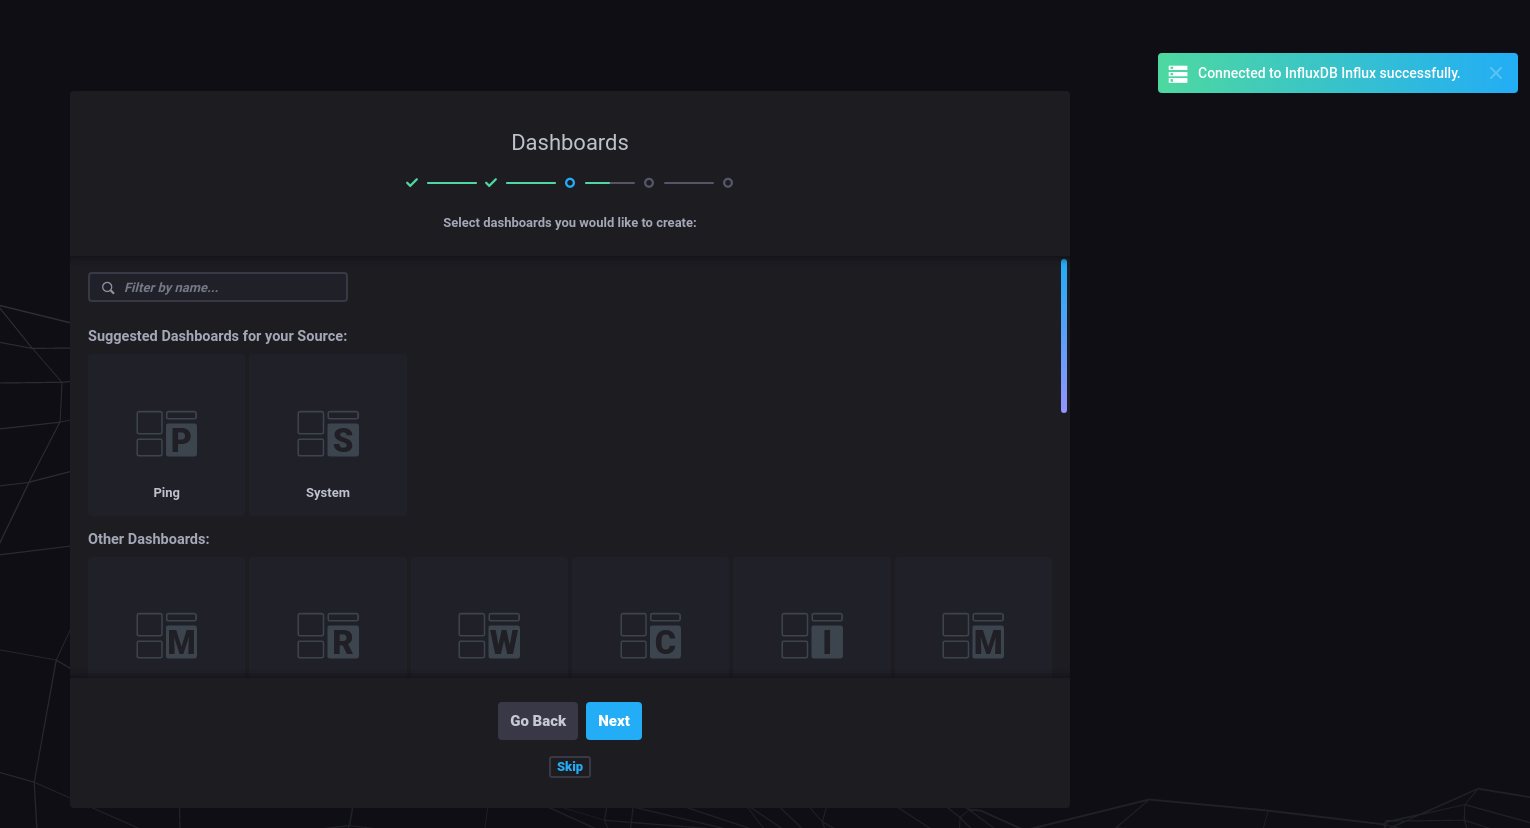 Connected to InfluxDB Influx successfully.
Dashboards
Select dashboards you would like to create:
Filter by name...
Suggested Dashboards for your Source:
P
S
Ping
System
Other Dashboards:
M
R
W
C
I
M
Go Back
Next
Skip